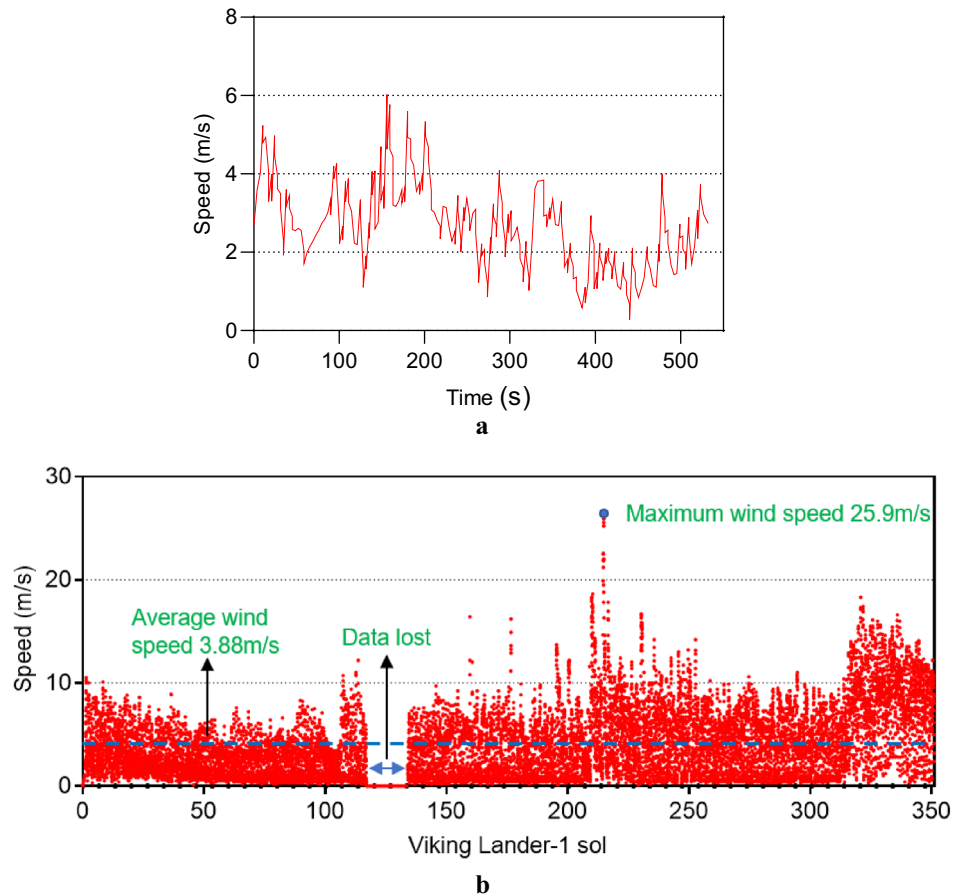 8
6
4
2
0
Speed (m/s)
0 100 200 300 400 500
Time (s)
a
30
20
10
0
Speed (m/s)
Maximum wind speed 25.9m/s
Average wind
speed 3.88m/s
Data lost
0 50 100 150 200 250 300 350
Viking Lander-1 sol
b